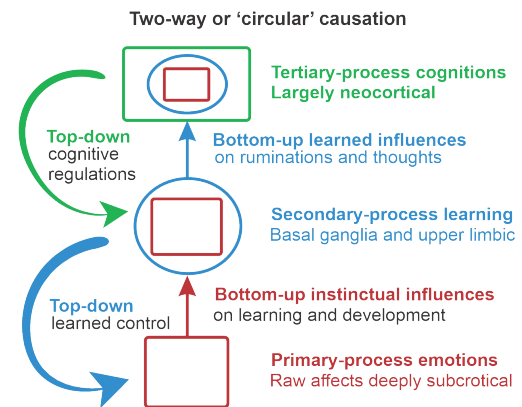 Two-way or ‘circular’ causation
Tertiary-process cognitions
Largely neocortical
Top-down
cognitive
regulations
Bottom-up learned influences
on ruminations and thoughts
Secondary-process learning
Basal ganglia and upper limbic
Top-down
learned control
Bottom-up instinctual influences
on learning and development
Primary-process emotions
Raw affects deeply subcrotical